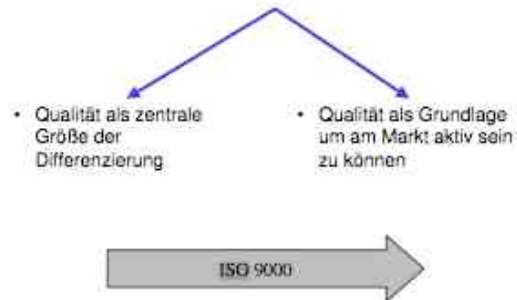 • Qualität als zentrale
Größe der
Differenzierung
• Qualität als Grundlage
um am Markt aktiv sein
zu können
ISO 9000